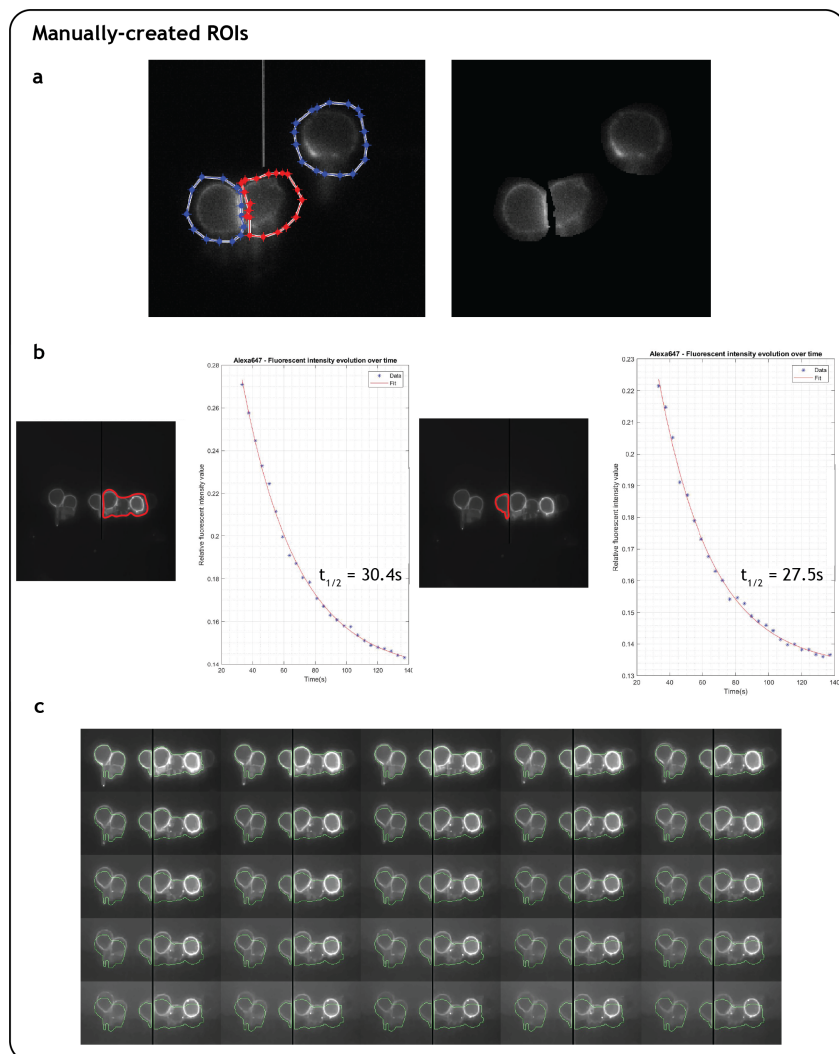 Manually-created ROIs
a
b
Alexa647 - Fluorescent intensity evolution over time
Data
Fit
Relative fluorescent intensity value
0.28
0.26
0.24
0.22
0.2
0.18
0.16
0.14
20
40
60
80
100
120
140
Time(s)
t1/2 = 30.4s
Alexa647 - Fluorescent intensity evolution over time
Data
Fit
Relative fluorescent intensity value
0.23
0.22
0.21
0.2
0.19
0.18
0.17
0.16
0.15
0.14
0.13
20
40
60
80
100
120
140
Time(s)
t1/2 = 27.5s
c